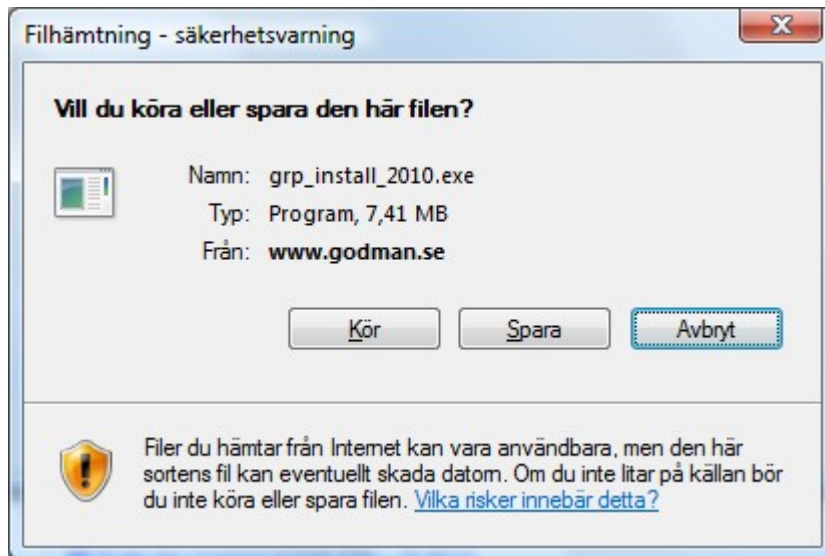 Filhämtning - säkerhetsvarning
Vill du köra eller spara den här filen?
Namn: grp_install_2010.exe
Typ: Program, 7,41 MB
Från: www.godman.se
Kör Spara Avbryt
Filer du hämtar från Internet kan vara användbara, men den här
sortens fil kan eventuellt skada datorn. Om du inte litar på källan bör
du inte köra eller spara filen. Vilka risker innebär detta?